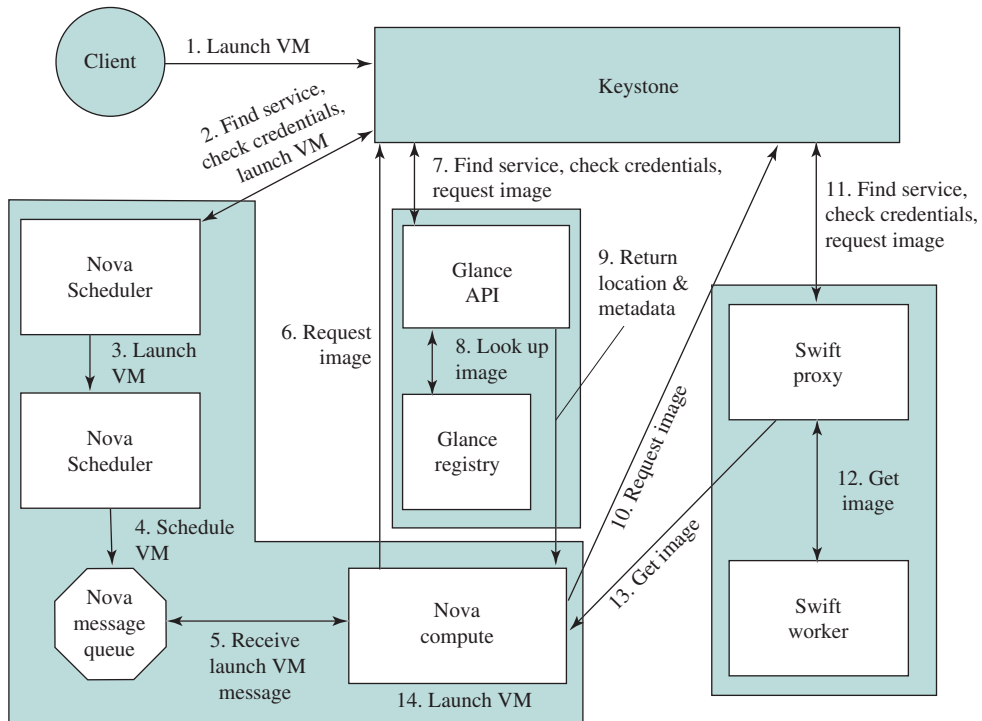 Client
1. Launch VM
Keystone
2. Find service,
check credentials,
launch VM
7. Find service, check credentials,
request image
11. Find service,
check credentials,
request image
Nova
Scheduler
Glance
API
9. Return
location &
metadata
6. Request
image
3. Launch
VM
8. Look up
image
Swift
proxy
Nova
Scheduler
Glance
registry
10. Request image
12. Get
image
4. Schedule
VM
13. Get image
Nova
message
queue
Nova
compute
Swift
worker
5. Receive
launch VM
message
14. Launch VM